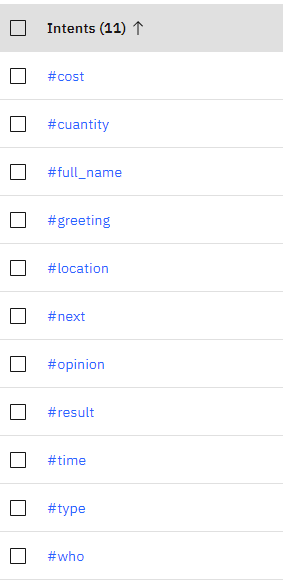 Intents (11) ↑
#cost
#cuantity
#full_name
#greeting
#location
#next
#opinion
#result
#time
#type
#who